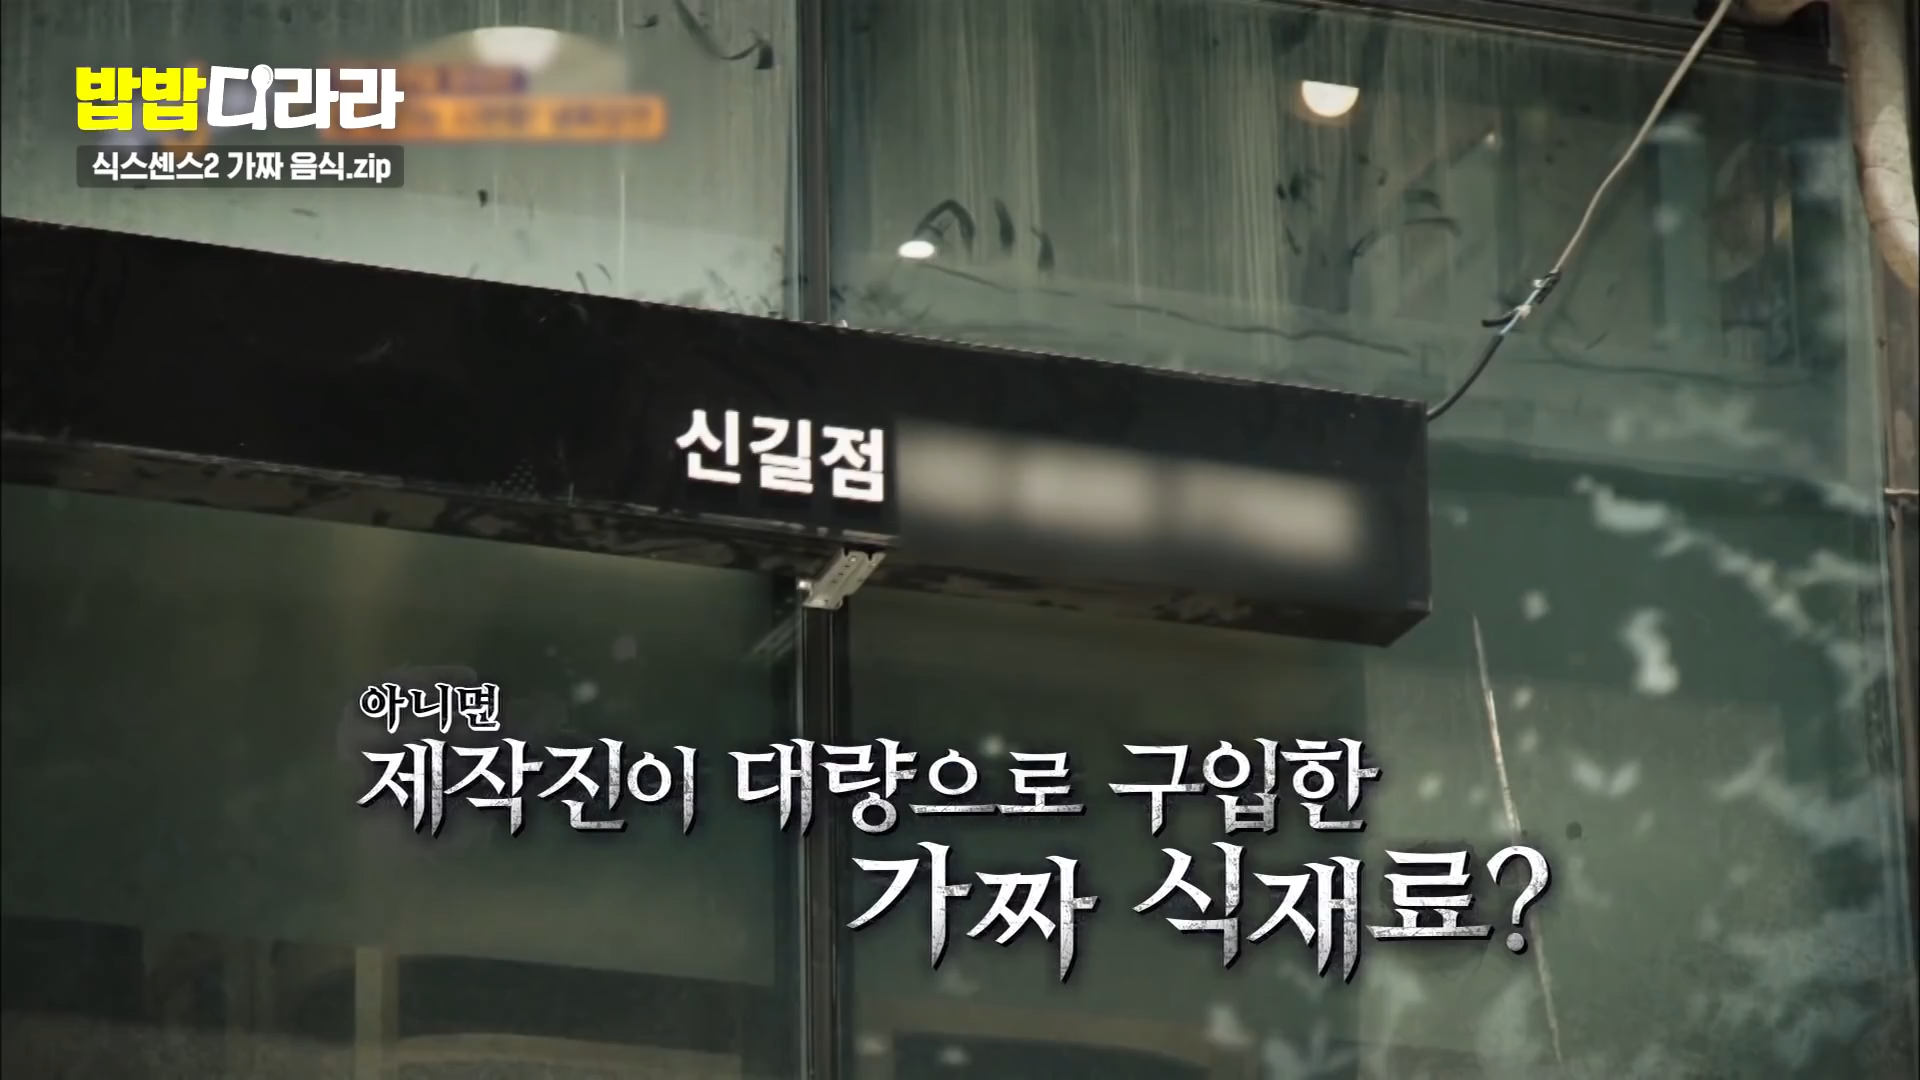 밥밥디라라
식스센스2 가짜 음식.zip
신길점
아니면
제작진이 대량으로 구입한
가짜 식재료?